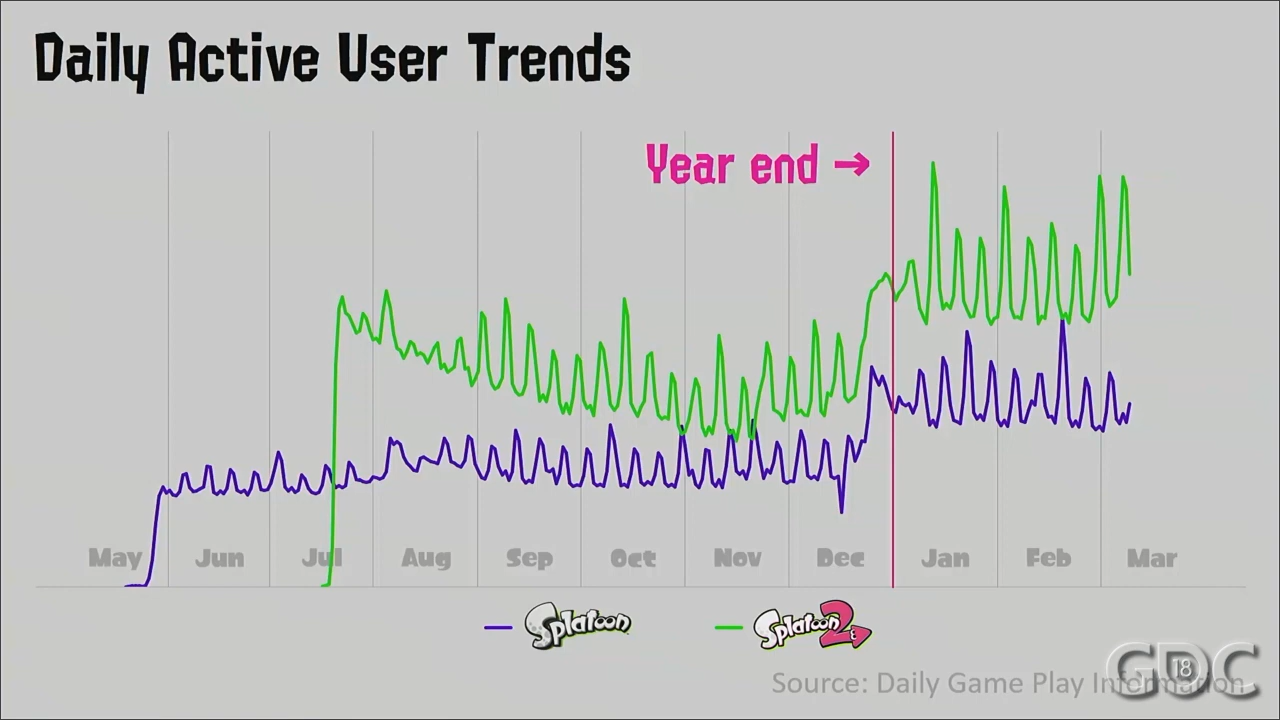 Daily Active User Trends
Year end →
May Jun Jul Aug Sep Oct Nov Dec Jan Feb Mar
Splatoon Splatoon 2
Source: Daily Game Play Information
GDC 18